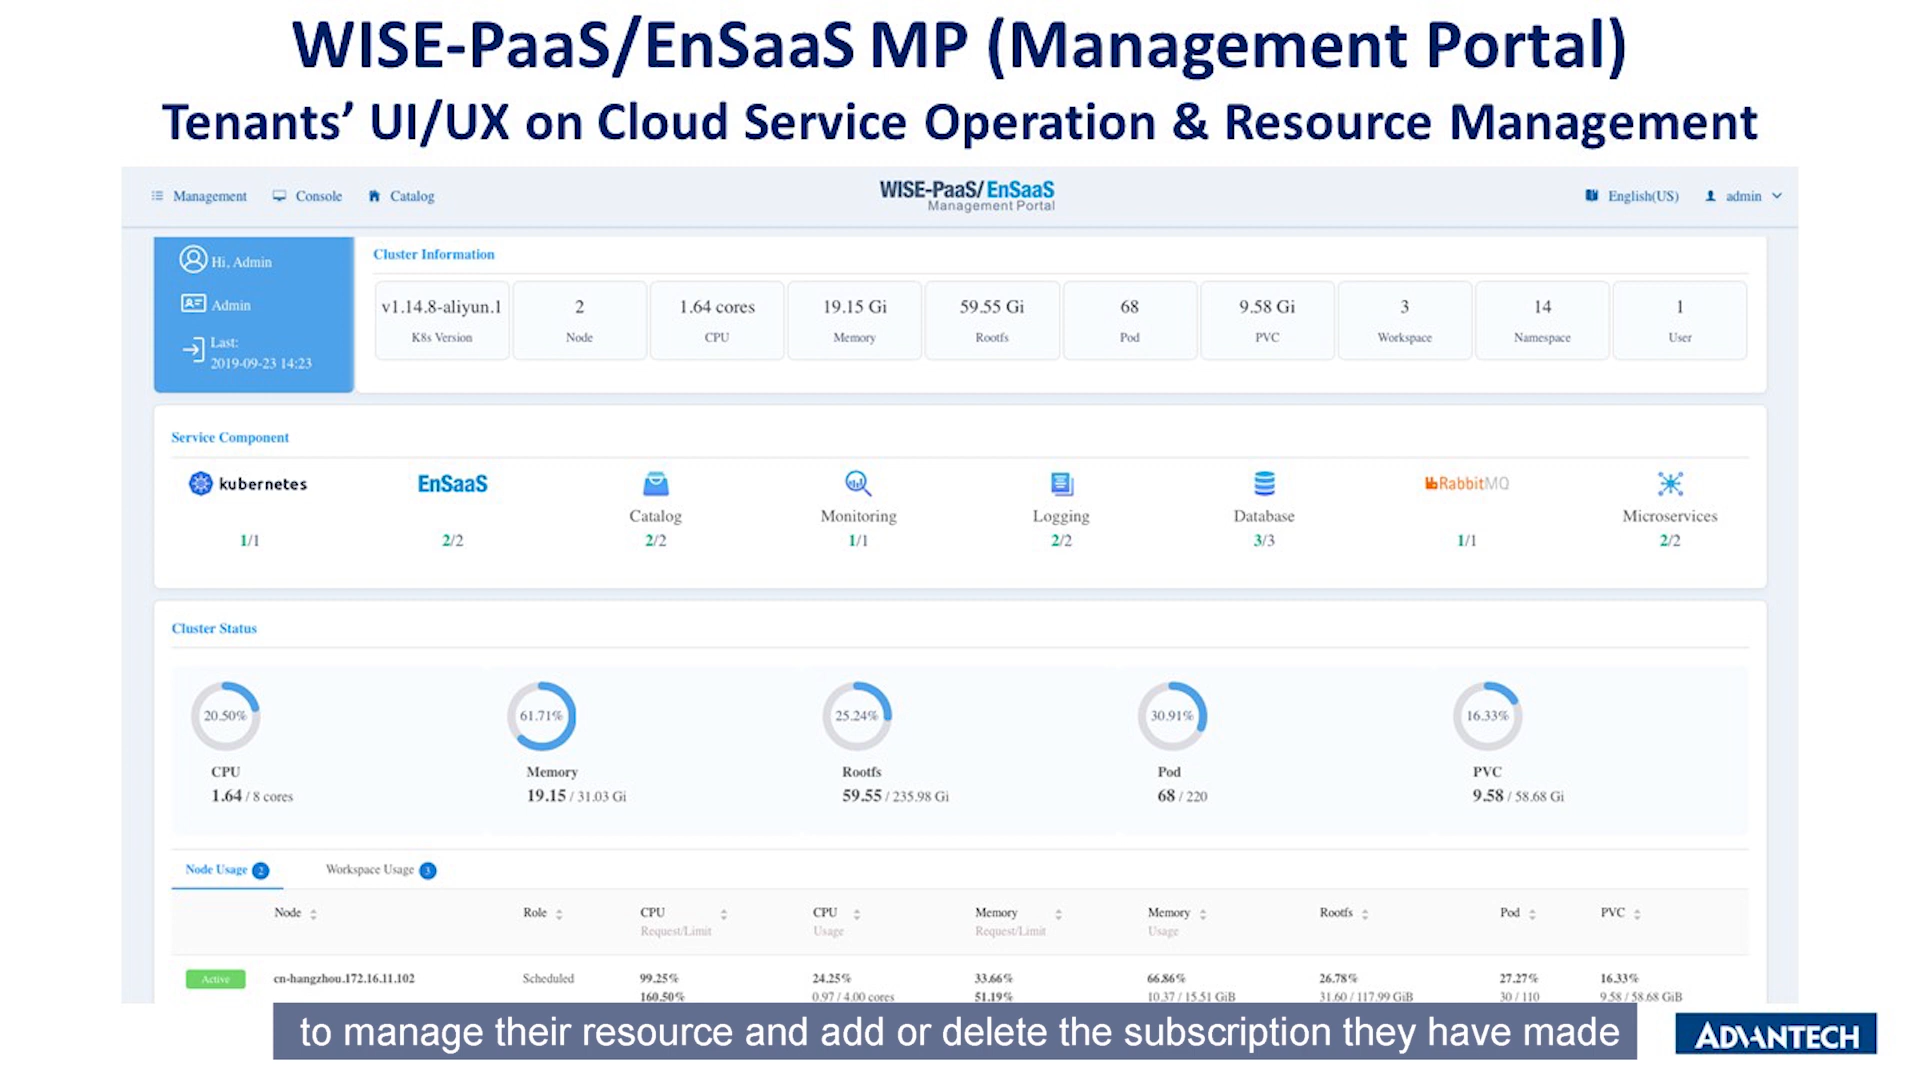 WISE-PaaS/EnSaaS MP (Management Portal)
Tenants’ UI/UX on Cloud Service Operation & Resource Management
Management Console Catalog
WISE-PaaS/EnSaaS
Management Portal
English(US) admin
Hi, Admin
Admin
Last:
2019-09-23 14:23
Cluster Information
v1.14.8-aliyun.1 2 1.64 cores 19.15 Gi 59.55 Gi 68 9.58 Gi 3 14 1
K8s Version Node CPU Memory Rootfs Pod PVC Workspace Namespace User
Service Component
kubernetes EnSaaS RabbitMQ
Catalog Monitoring Logging Database Microservices
1/1 2/2 2/2 1/1 2/2 3/3 1/1 2/2
Cluster Status
20.50% 61.71% 25.24% 30.91% 16.33%
CPU Memory Rootfs Pod PVC
1.64 / 8 cores 19.15 / 31.03 Gi 59.55 / 235.98 Gi 68 / 220 9.58 / 58.68 Gi
Node Usage 2 Workspace Usage 3
Node Role CPU CPU Memory Memory Rootfs Pod PVC
Request/Limit Usage Request/Limit Usage
Active cn-hangzhou.172.16.11.102 Scheduled 99.25% 24.25% 33.66% 66.86% 26.78% 27.27% 16.33%
160.50% 0.97 / 4.00 cores 51.19% 10.37 / 15.51 GiB 31.60 / 117.99 GiB 30 / 110 9.58 / 58.68 GiB
to manage their resource and add or delete the subscription they have made
ADVANTECH